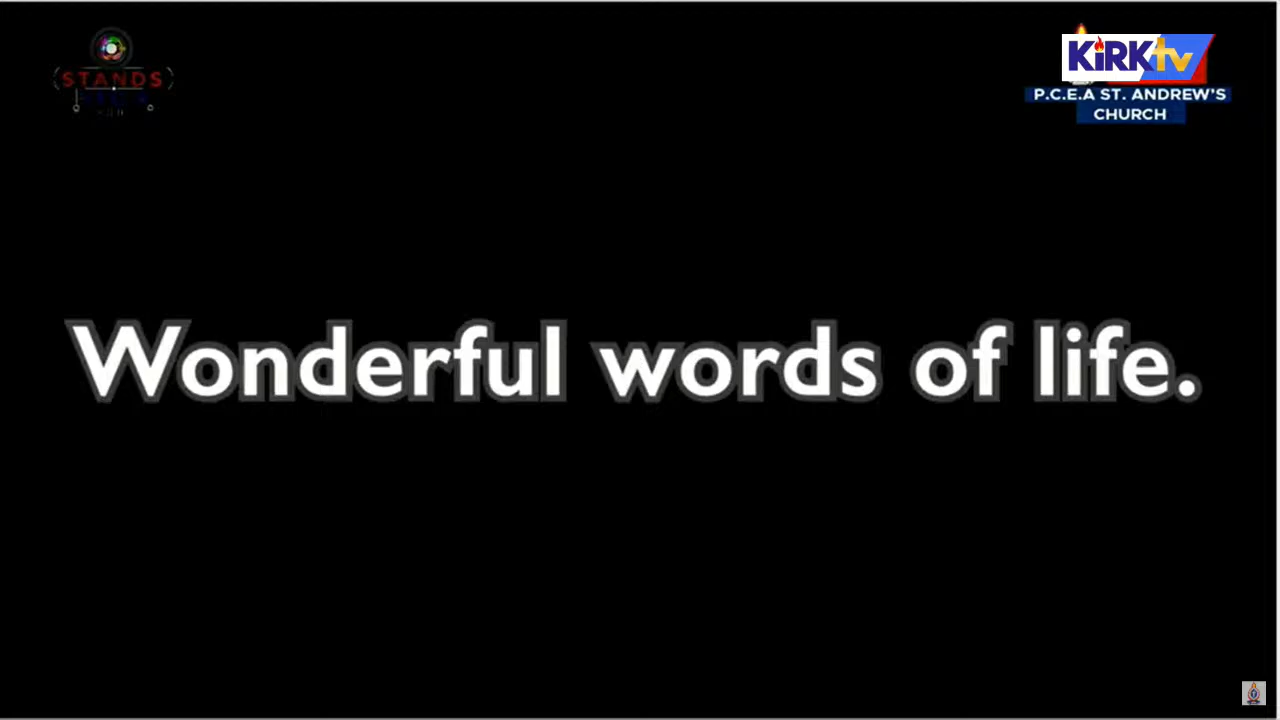 STANDS
KiRKtv
P.C.E.A ST. ANDREW'S
CHURCH
Wonderful words of life.